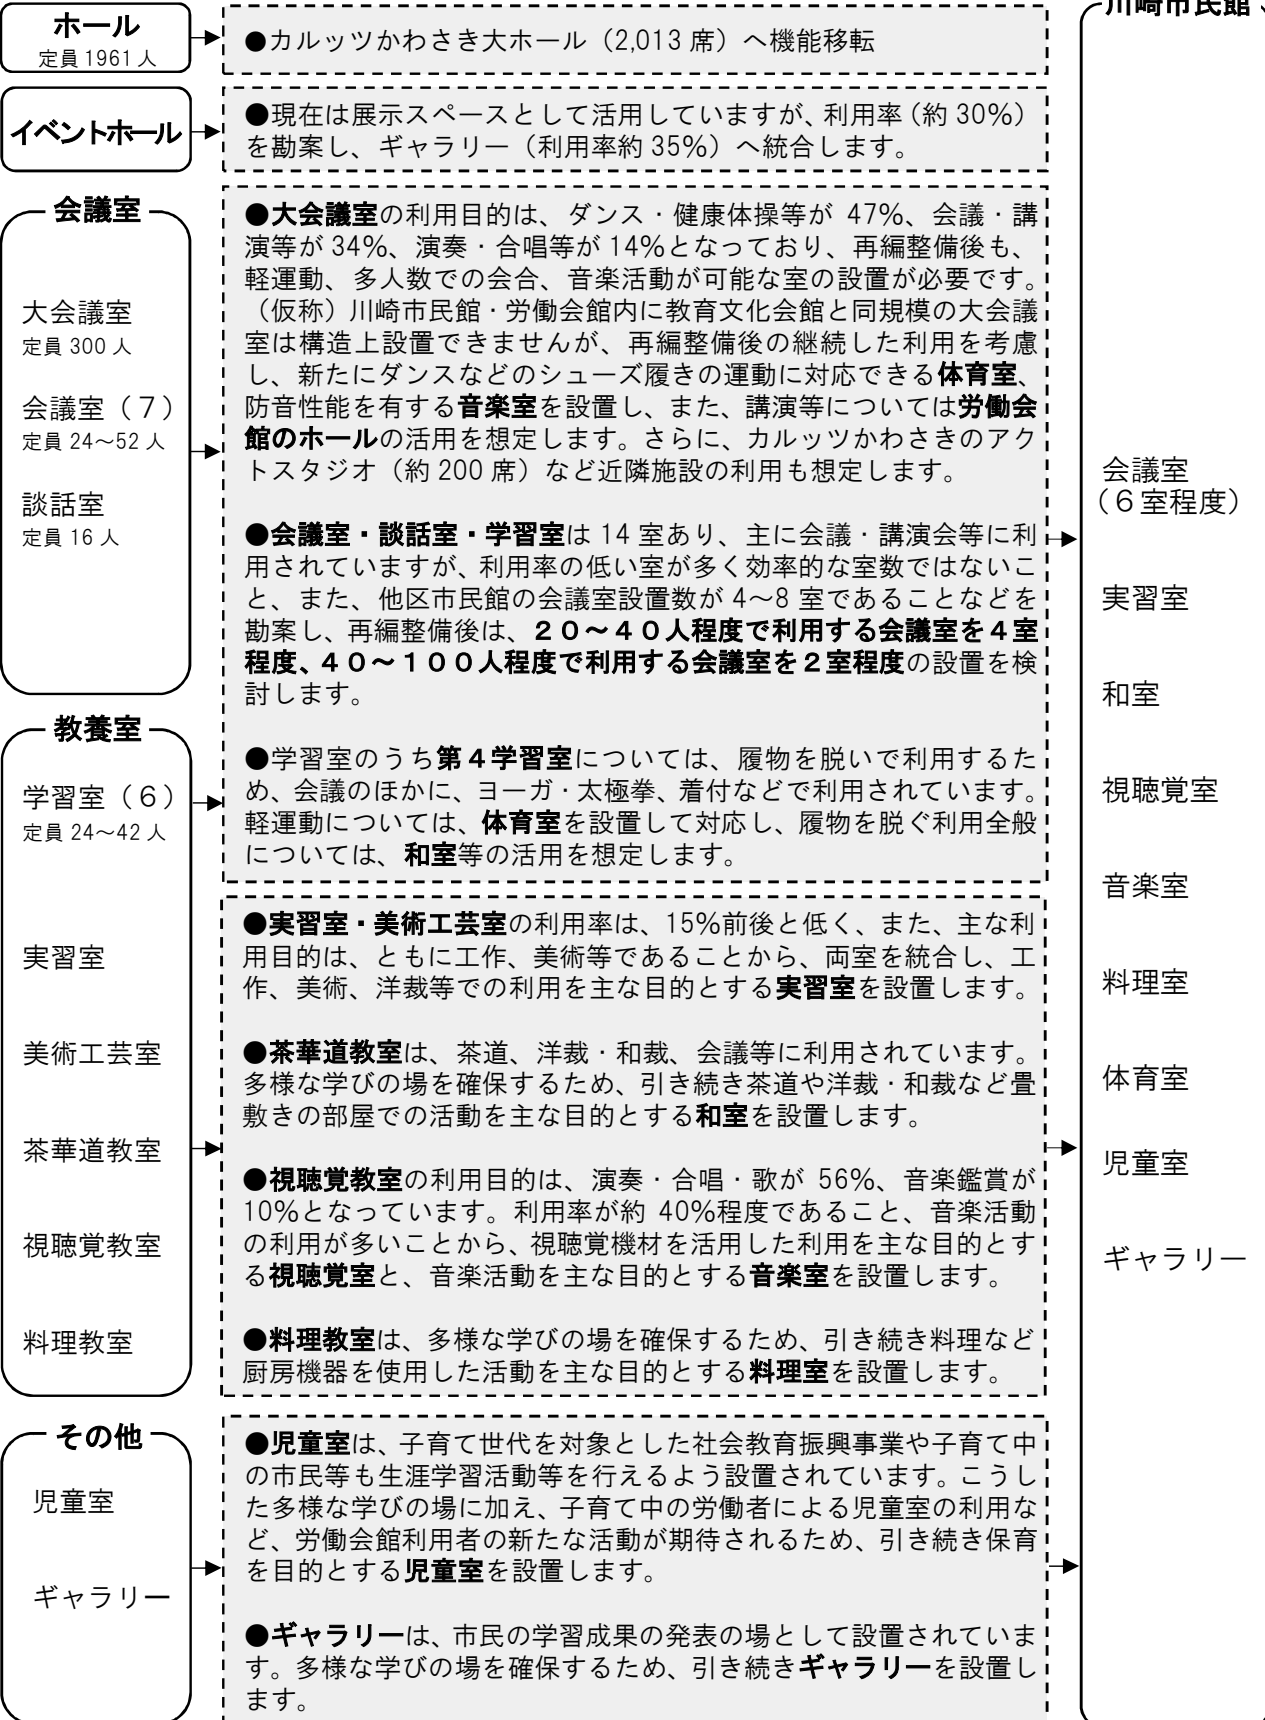 ホール
定員1961人
●カルッツかわさき大ホール（2,013席）へ機能移転
イベントホール
●現在は展示スペースとして活用していますが、利用率（約30％）
を勘案し、ギャラリー（利用率約35％）へ統合します。
会議室
大会議室
定員300人
会議室（７）
定員24～52人
談話室
定員16人
●大会議室の利用目的は、ダンス・健康体操等が 47％、会議・講
演等が34％、演奏・合唱等が14％となっており、再編整備後も、
軽運動、多人数での会合、音楽活動が可能な室の設置が必要です。
（仮称）川崎市民館・労働会館内に教育文化会館と同規模の大会議
室は構造上設置できませんが、再編整備後の継続した利用を考慮
し、新たにダンスなどのシューズ履きの運動に対応できる体育室、
防音性能を有する音楽室を設置し、また、講演等については労働会
館のホールの活用を想定します。さらに、カルッツかわさきのアク
トスタジオ（約200席）など近隣施設の利用も想定します。
●会議室・談話室・学習室は14室あり、主に会議・講演会等に利
用されていますが、利用率の低い室が多く効率的な室数ではないこ
と、また、他区市民館の会議室設置数が4～8室であることなどを
勘案し、再編整備後は、２０～４０人程度で利用する会議室を４室
程度、４０～１００人程度で利用する会議室を２室程度の設置を検
討します。
教養室
学習室（６）
定員24～42人
実習室
美術工芸室
茶華道教室
視聴覚教室
料理教室
●学習室のうち第４学習室については、履物を脱いで利用するた
め、会議のほかに、ヨーガ・太極拳、着付などで利用されています。
軽運動については、体育室を設置して対応し、履物を脱ぐ利用全般
については、和室等の活用を想定します。
●実習室・美術工芸室の利用率は、15％前後と低く、また、主な利
用目的は、ともに工作、美術等であることから、両室を統合し、工
作、美術、洋裁等での利用を主な目的とする実習室を設置します。
●茶華道教室は、茶道、洋裁・和裁、会議等に利用されています。
多様な学びの場を確保するため、引き続き茶道や洋裁・和裁など畳
敷きの部屋での活動を主な目的とする和室を設置します。
●視聴覚教室の利用目的は、演奏・合唱・歌が 56％、音楽鑑賞が
10％となっています。利用率が約 40％程度であること、音楽活動
の利用が多いことから、視聴覚機材を活用した利用を主な目的とす
る視聴覚室と、音楽活動を主な目的とする音楽室を設置します。
●料理教室は、多様な学びの場を確保するため、引き続き料理など
厨房機器を使用した活動を主な目的とする料理室を設置します。
その他
児童室
ギャラリー
●児童室は、子育て世代を対象とした社会教育振興事業や子育て中
の市民等も生涯学習活動等を行えるよう設置されています。こうし
た多様な学びの場に加え、子育て中の労働者による児童室の利用な
ど、労働会館利用者の新たな活動が期待されるため、引き続き保育
を目的とする児童室を設置します。
●ギャラリーは、市民の学習成果の発表の場として設置されていま
す。多様な学びの場を確保するため、引き続きギャラリーを設置し
ます。
川崎市民館
会議室
（６室程度）
実習室
和室
視聴覚室
音楽室
料理室
体育室
児童室
ギャラリー